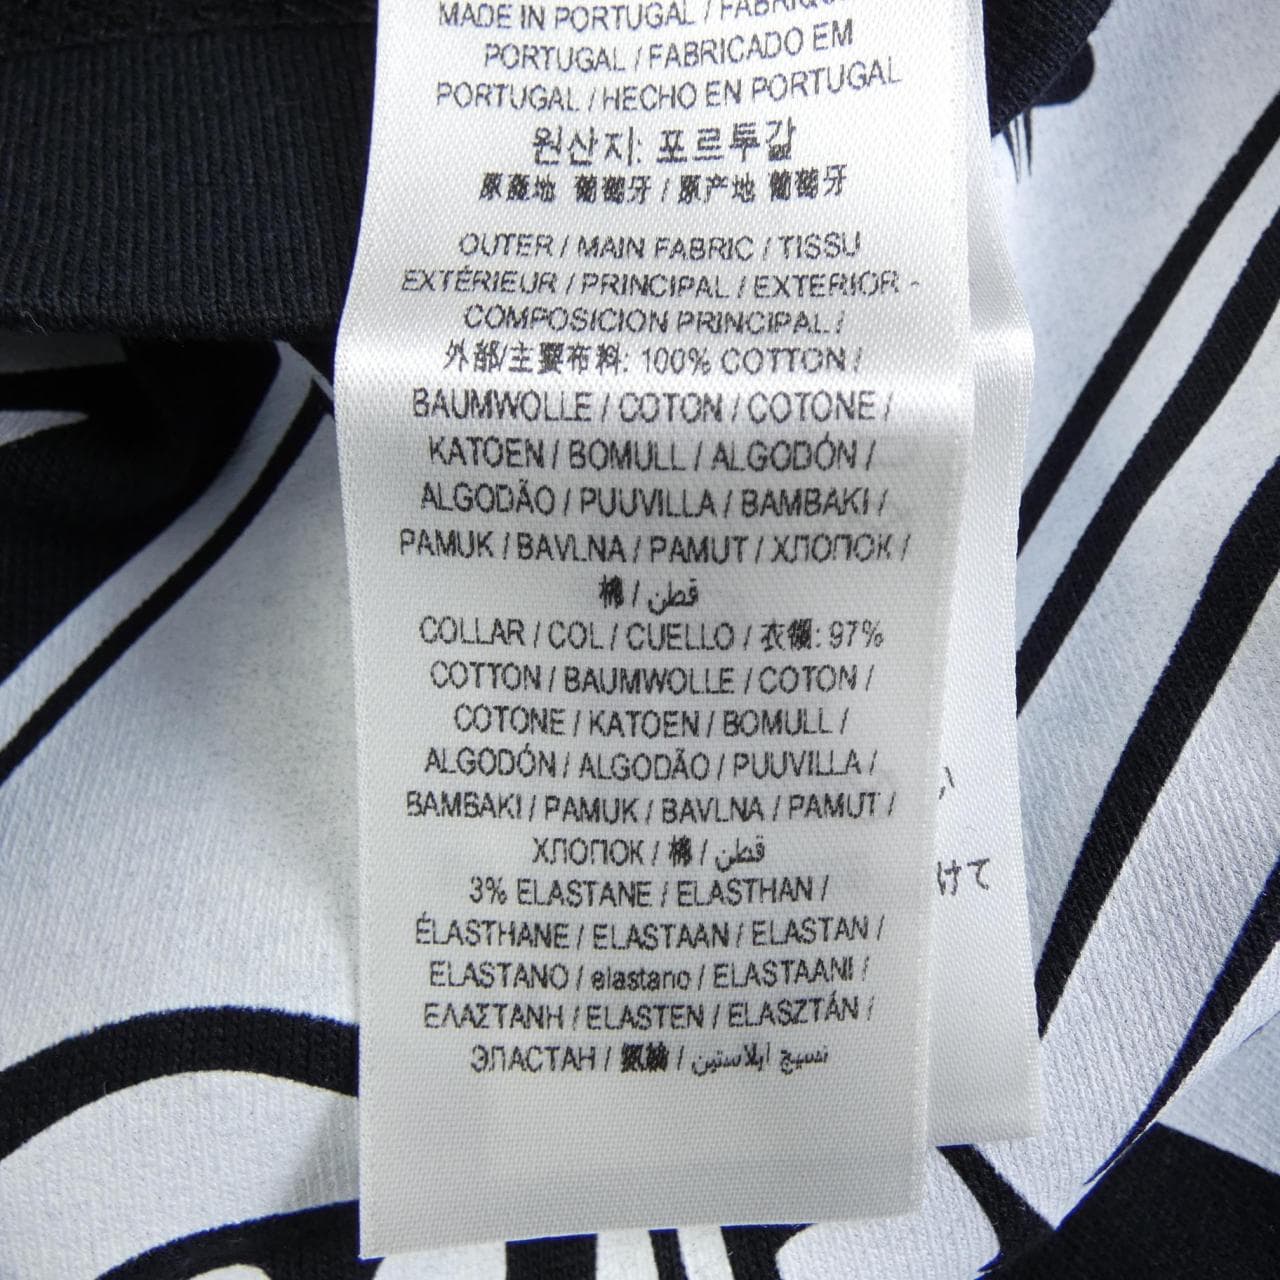 MADE IN PORTUGAL / 
PORTUGAL / FABRICADO EM
PORTUGAL / HECHO EN PORTUGAL
원산지: 포르투갈
原產地 葡萄牙 / 原产地 葡萄牙
OUTER / MAIN FABRIC / TISSU
EXTÉRIEUR / PRINCIPAL / EXTERIOR -
COMPOSICION PRINCIPAL /
外部/主要布料: 100% COTTON /
BAUMWOLLE / COTON / COTONE /
KATOEN / BOMULL / ALGODÓN /
ALGODÃO / PUUVILLA / BAMBAKI /
PAMUK / BAVLNA / PAMUT / ХЛОПОК /
棉 / قطن
COLLAR / COL / CUELLO / 衣領: 97%
COTTON / BAUMWOLLE / COTON /
COTONE / KATOEN / BOMULL /
ALGODÓN / ALGODÃO / PUUVILLA /
BAMBAKI / PAMUK / BAVLNA / PAMUT /
ХЛОПОК / 棉 / قطن
3% ELASTANE / ELASTHAN /
ÉLASTHANE / ELASTAAN / ELASTAN /
ELASTANO / elastano / ELASTAANI /
ΕΛΑΣΤΑΝΗ / ELASTEN / ELASZTÁN /
ЭЛАСТАН / 氨綸 / نسيج ايلاستين
けて